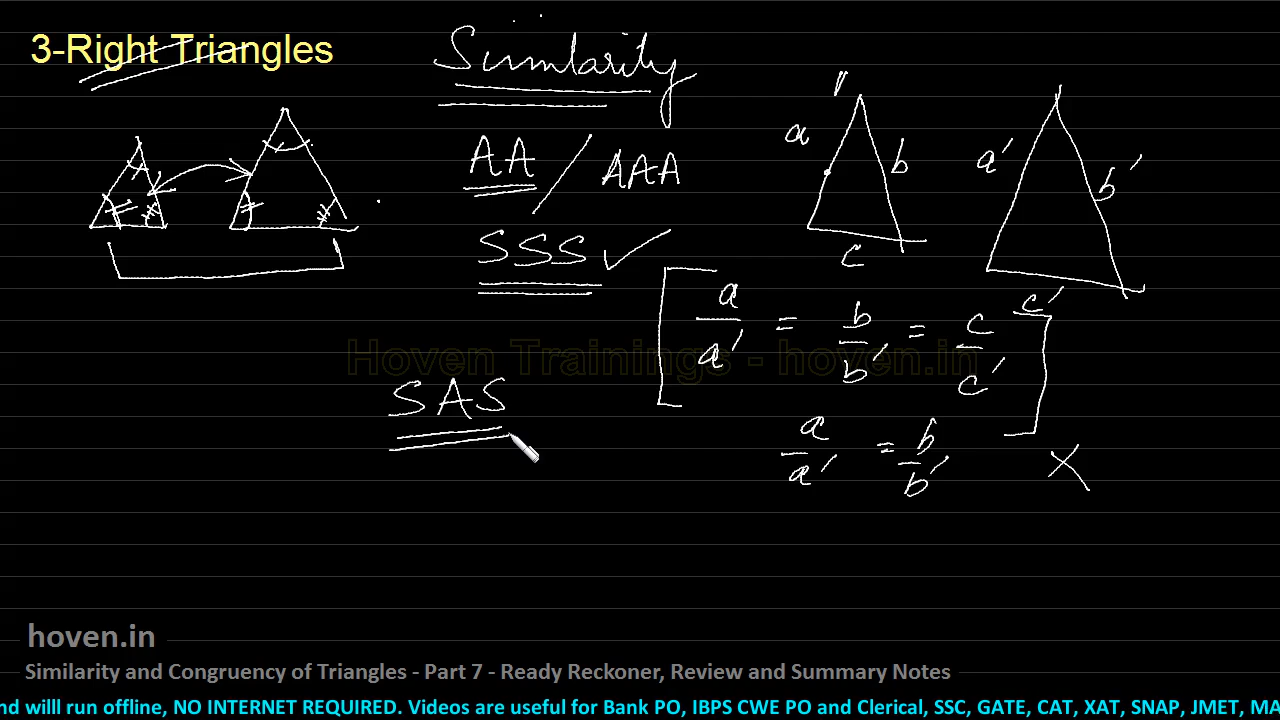 3-Right Triangles
Similarity
AA / AAA
SSS ✓
SAS
a b c
a' b' c'
a/a' = b/b' = c/c'
a/a' = b/b' X
Hoven Trainings - hoven.in
hoven.in
Similarity and Congruency of Triangles - Part 7 - Ready Reckoner, Review and Summary Notes
nd willl run offline, NO INTERNET REQUIRED. Videos are useful for Bank PO, IBPS CWE PO and Clerical, SSC, GATE, CAT, XAT, SNAP, JMET, MA